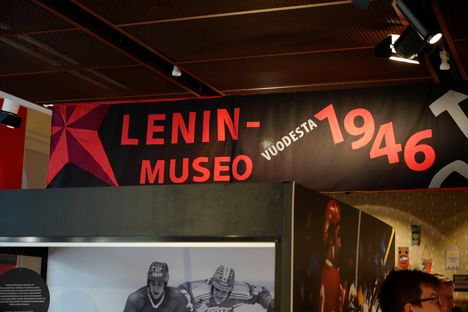 LENIN-
MUSEO
VUODESTA
1946